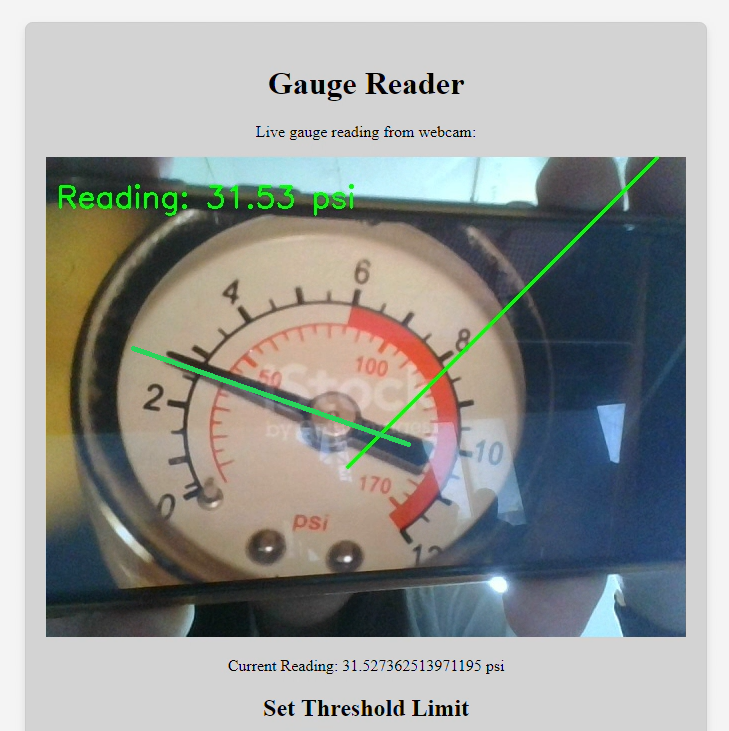 Gauge Reader
Live gauge reading from webcam:
Reading: 31.53 psi
6
4
8
100
50
iStock
2
by
10
170
0
psi
12
Current Reading: 31.527362513971195 psi
Set Threshold Limit